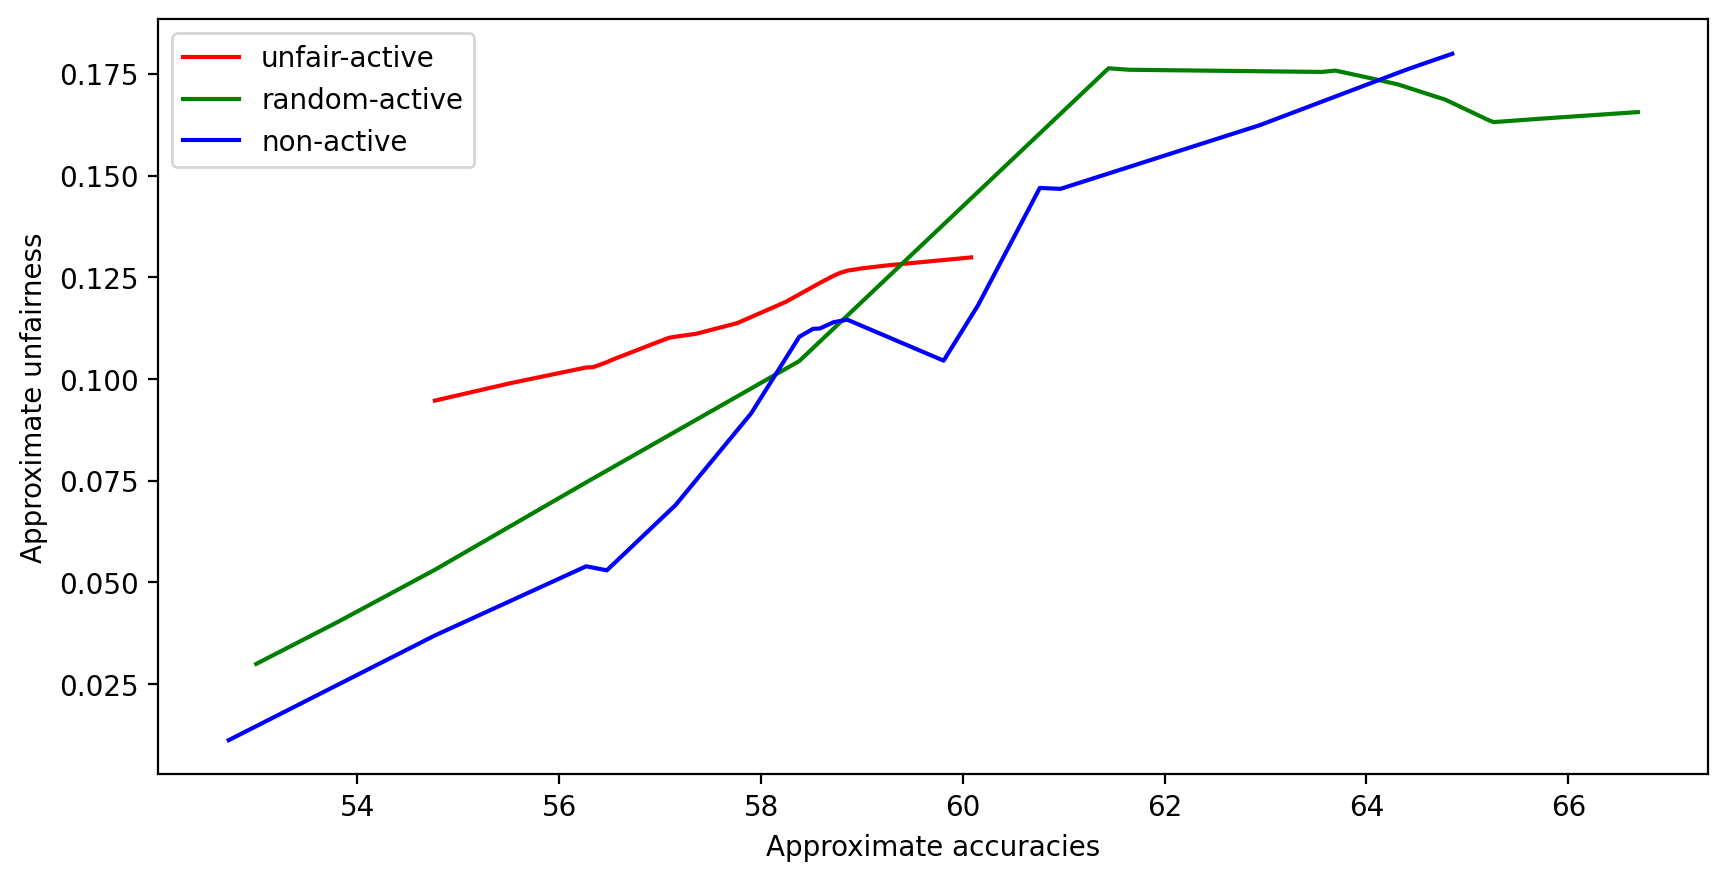 unfair-active
random-active
non-active
Approximate unfairness
0.175
0.150
0.125
0.100
0.075
0.050
0.025
54 56 58 60 62 64 66
Approximate accuracies